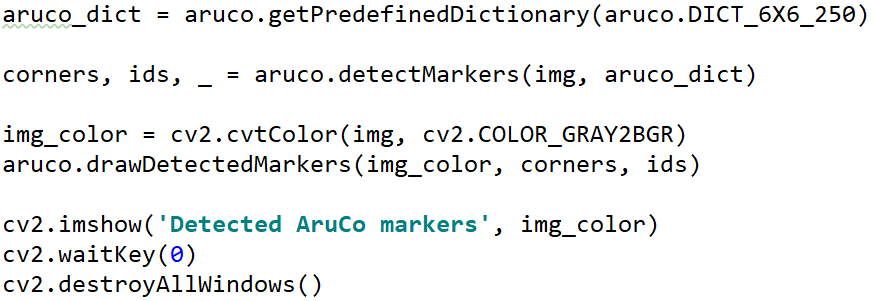 aruco_dict = aruco.getPredefinedDictionary(aruco.DICT_6X6_250)
corners, ids, _ = aruco.detectMarkers(img, aruco_dict)
img_color = cv2.cvtColor(img, cv2.COLOR_GRAY2BGR)
aruco.drawDetectedMarkers(img_color, corners, ids)
cv2.imshow('Detected AruCo markers', img_color)
cv2.waitKey(0)
cv2.destroyAllWindows()